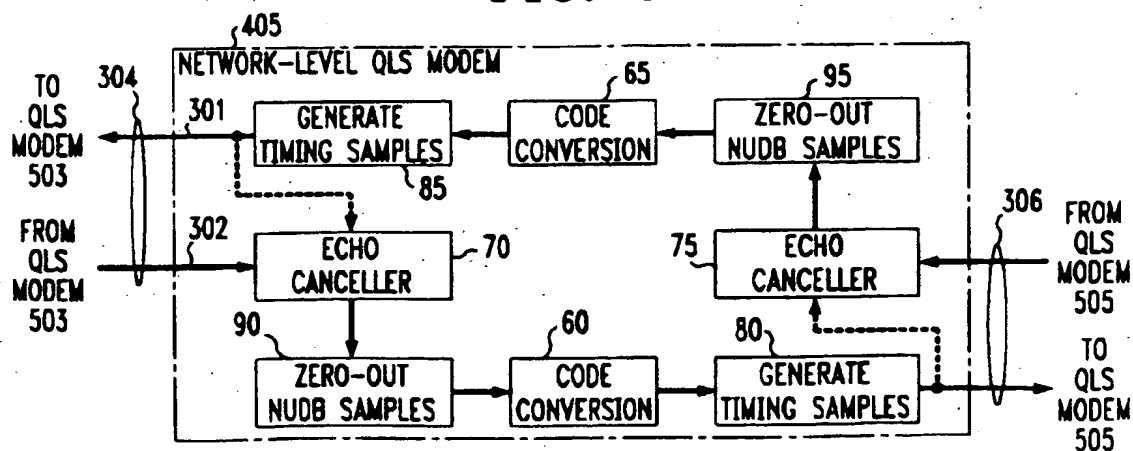 405
NETWORK-LEVEL QLS MODEM
304
TO
QLS
MODEM
503
301
GENERATE
TIMING SAMPLES
85
65
CODE
CONVERSION
95
ZERO-OUT
NUDB SAMPLES
FROM
QLS
MODEM
503
302
ECHO
CANCELLER
70
75
ECHO
CANCELLER
306
FROM
QLS
MODEM
505
90
ZERO-OUT
NUDB SAMPLES
60
CODE
CONVERSION
80
GENERATE
TIMING SAMPLES
TO
QLS
MODEM
505